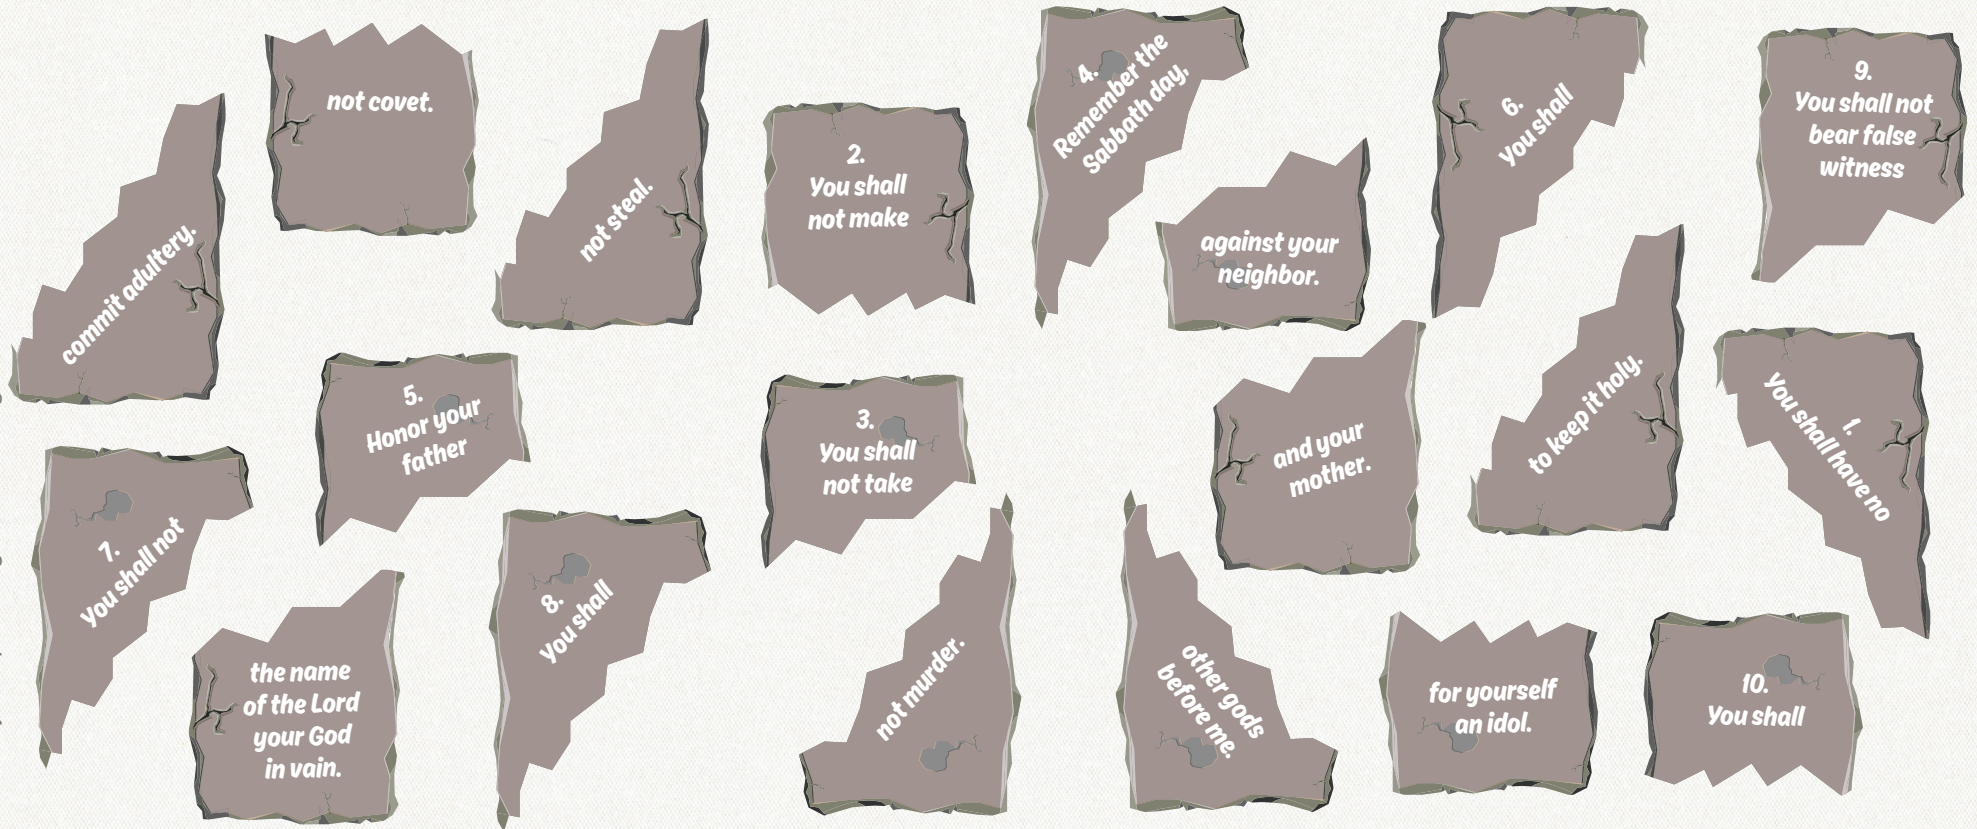 not covet.
commit adultery.
not steal.
2.
You shall
not make
4.
Remember the
Sabbath day,
against your
neighbor.
6.
you shall
9.
You shall not
bear false
witness
5.
Honor your
father
3.
You shall
not take
and your
mother.
to keep it holy.
1.
You shall have no
7.
you shall not
the name
of the Lord
your God
in vain.
8.
you shall
not murder.
other gods
before me.
for yourself
an idol.
10.
You shall